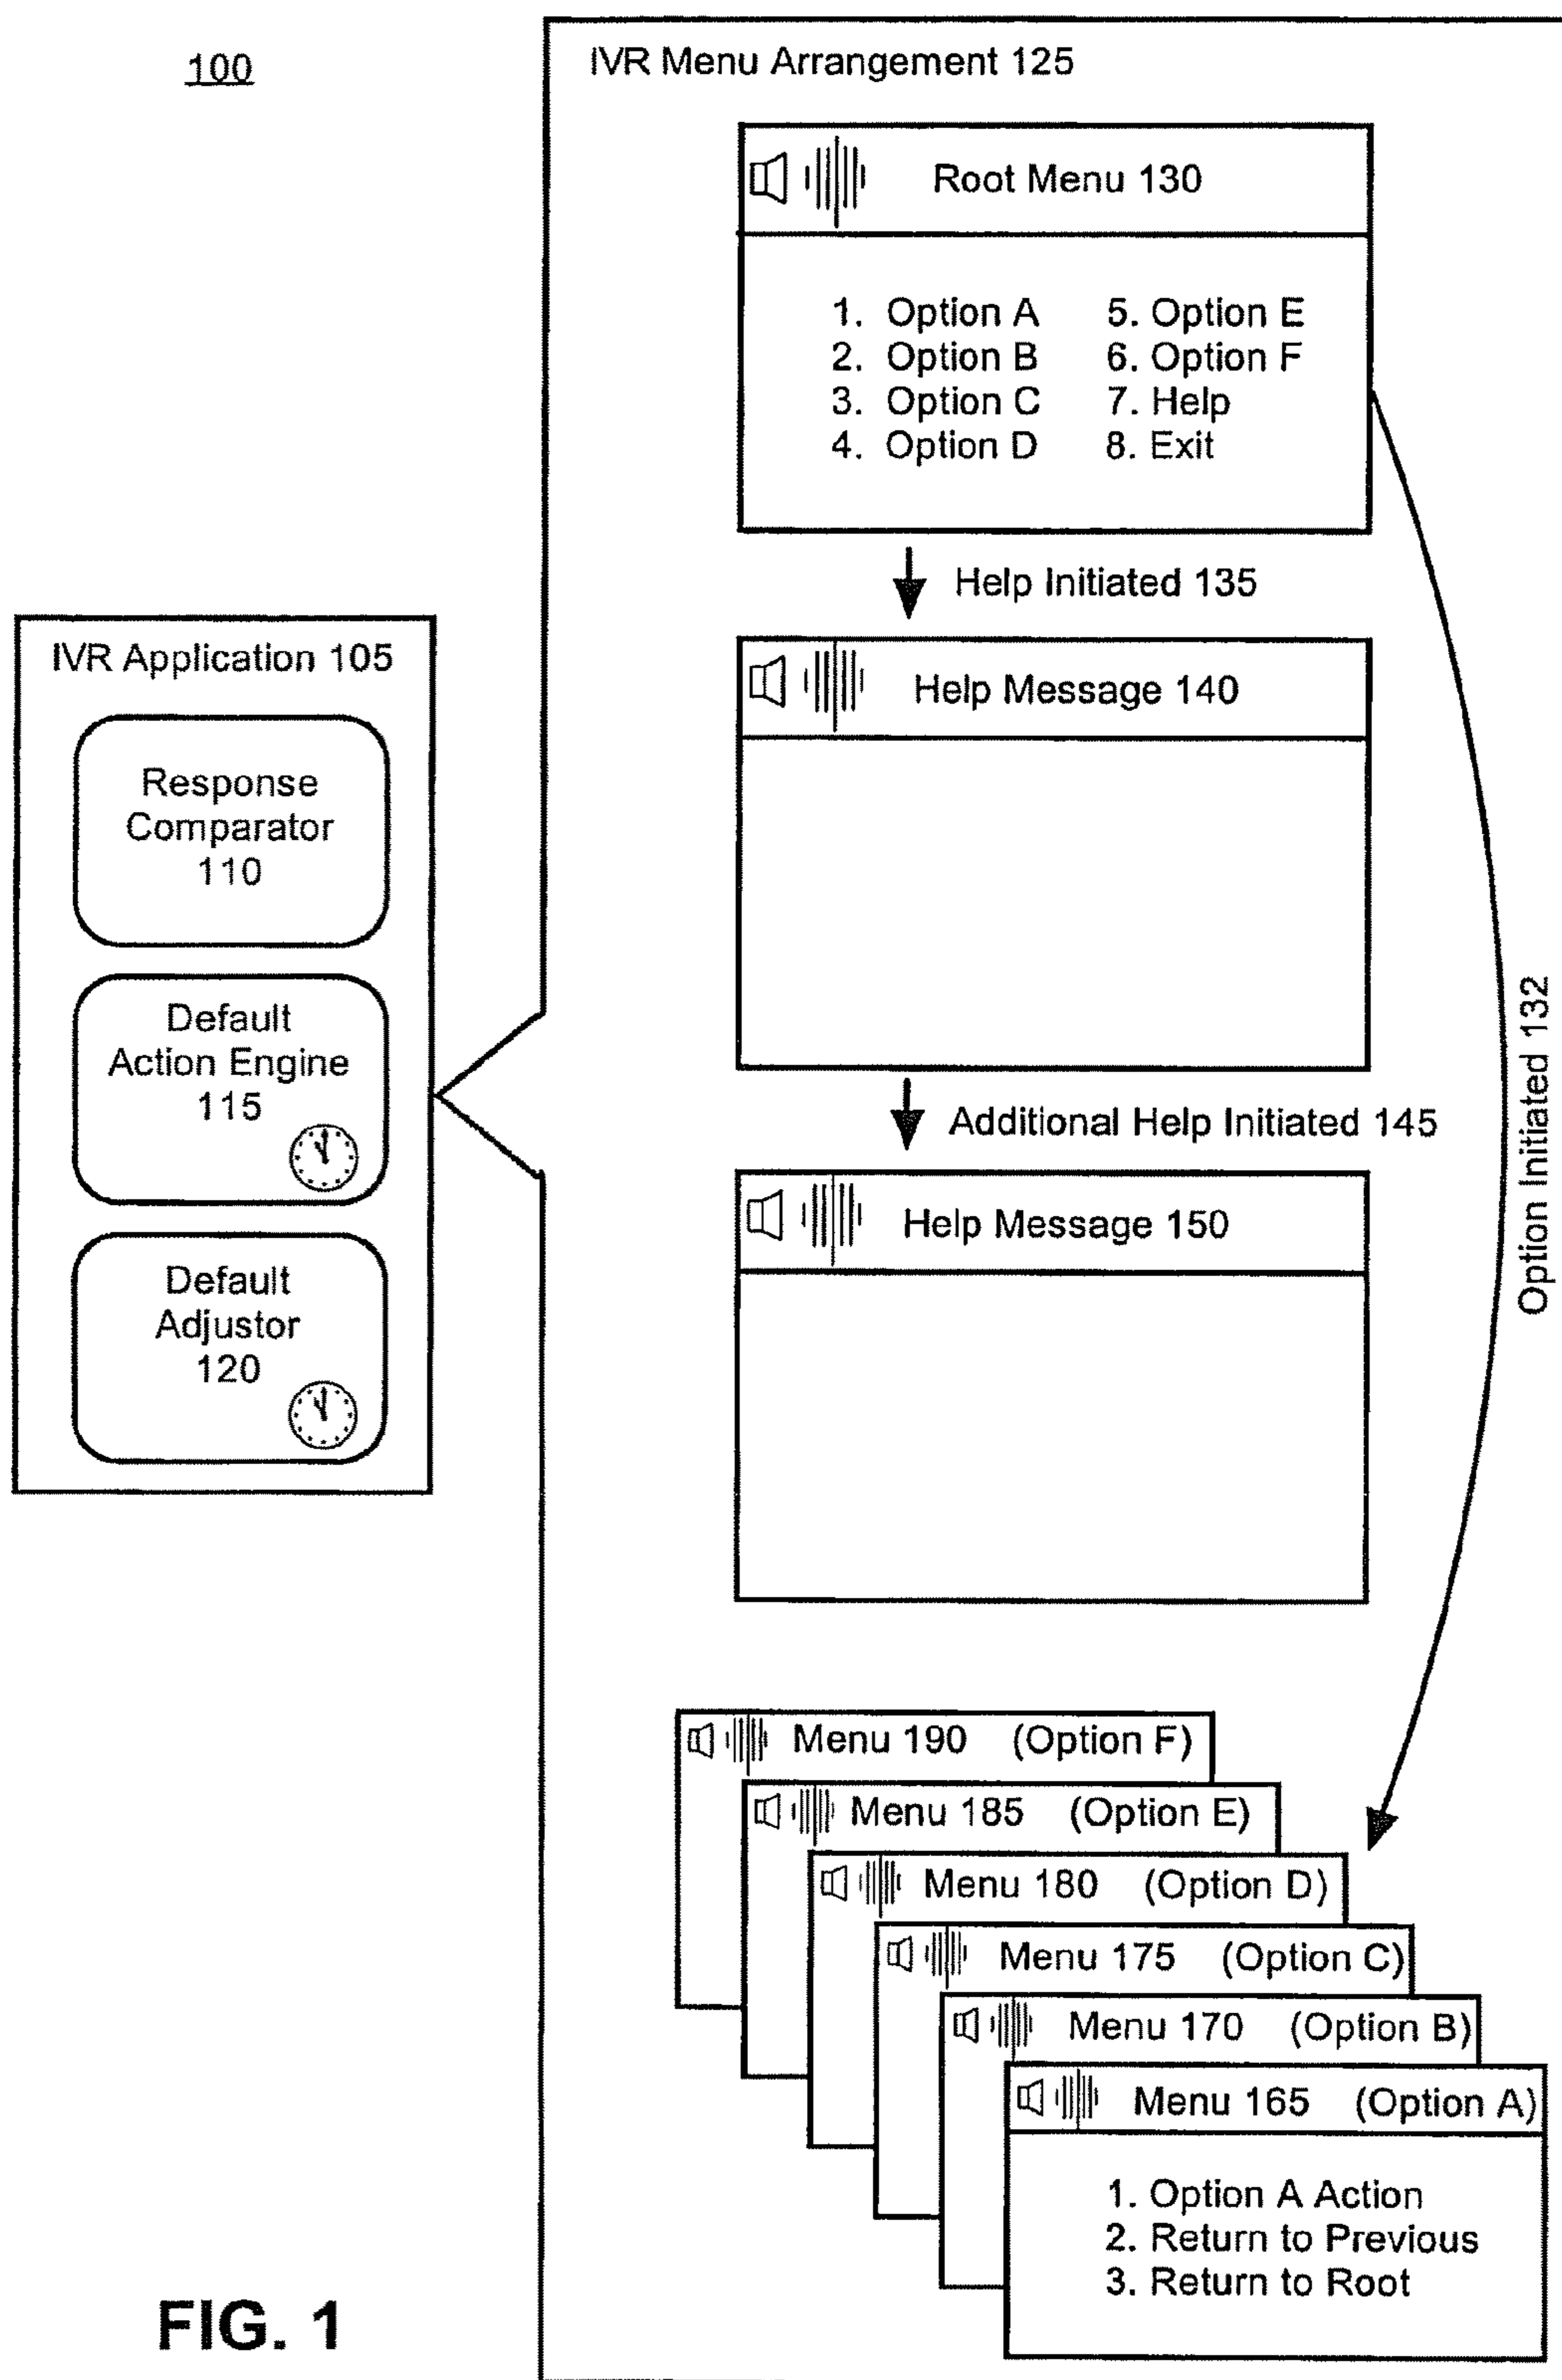 100
IVR Menu Arrangement 125
Root Menu 130
1. Option A
2. Option B
3. Option C
4. Option D
5. Option E
6. Option F
7. Help
8. Exit
Help Initiated 135
Help Message 140
Additional Help Initiated 145
Help Message 150
Option Initiated 132
IVR Application 105
Response
Comparator
110
Default
Action Engine
115
Default
Adjustor
120
Menu 190 (Option F)
Menu 185 (Option E)
Menu 180 (Option D)
Menu 175 (Option C)
Menu 170 (Option B)
Menu 165 (Option A)
1. Option A Action
2. Return to Previous
3. Return to Root
FIG. 1